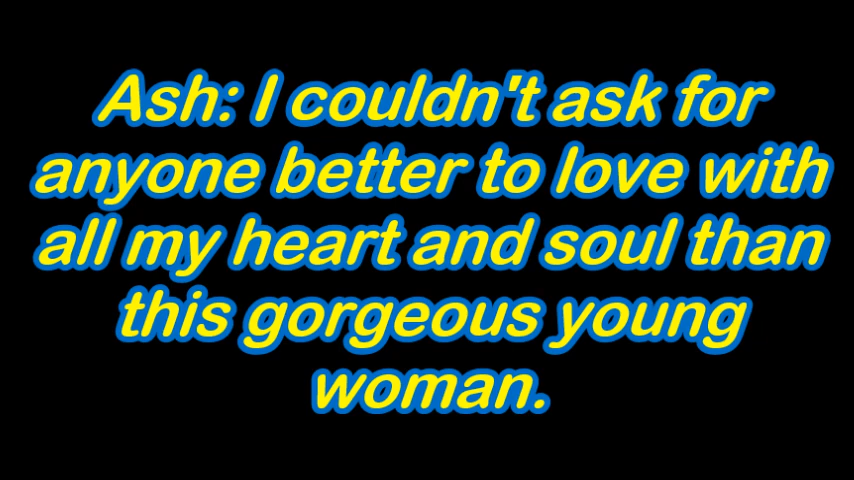 Ash: I couldn't ask for
anyone better to love with
all my heart and soul than
this gorgeous young
woman.